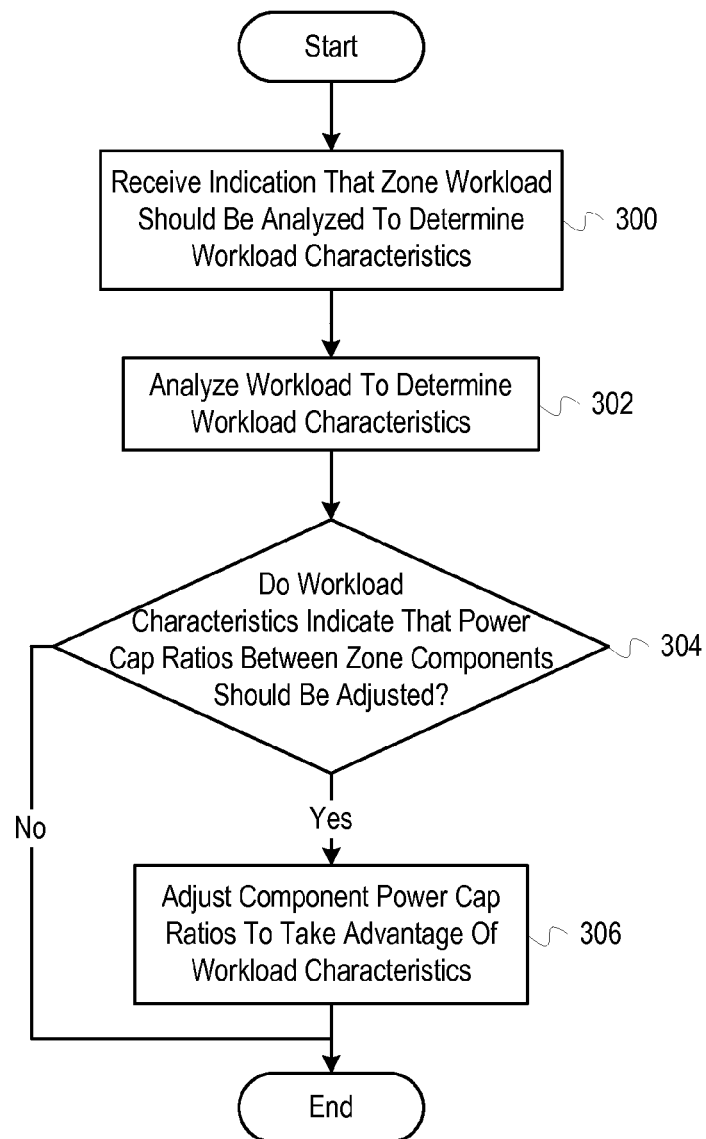 Start
Receive Indication That Zone Workload
Should Be Analyzed To Determine
Workload Characteristics
300
Analyze Workload To Determine
Workload Characteristics
302
Do Workload
Characteristics Indicate That Power
Cap Ratios Between Zone Components
Should Be Adjusted?
304
No
Yes
Adjust Component Power Cap
Ratios To Take Advantage Of
Workload Characteristics
306
End